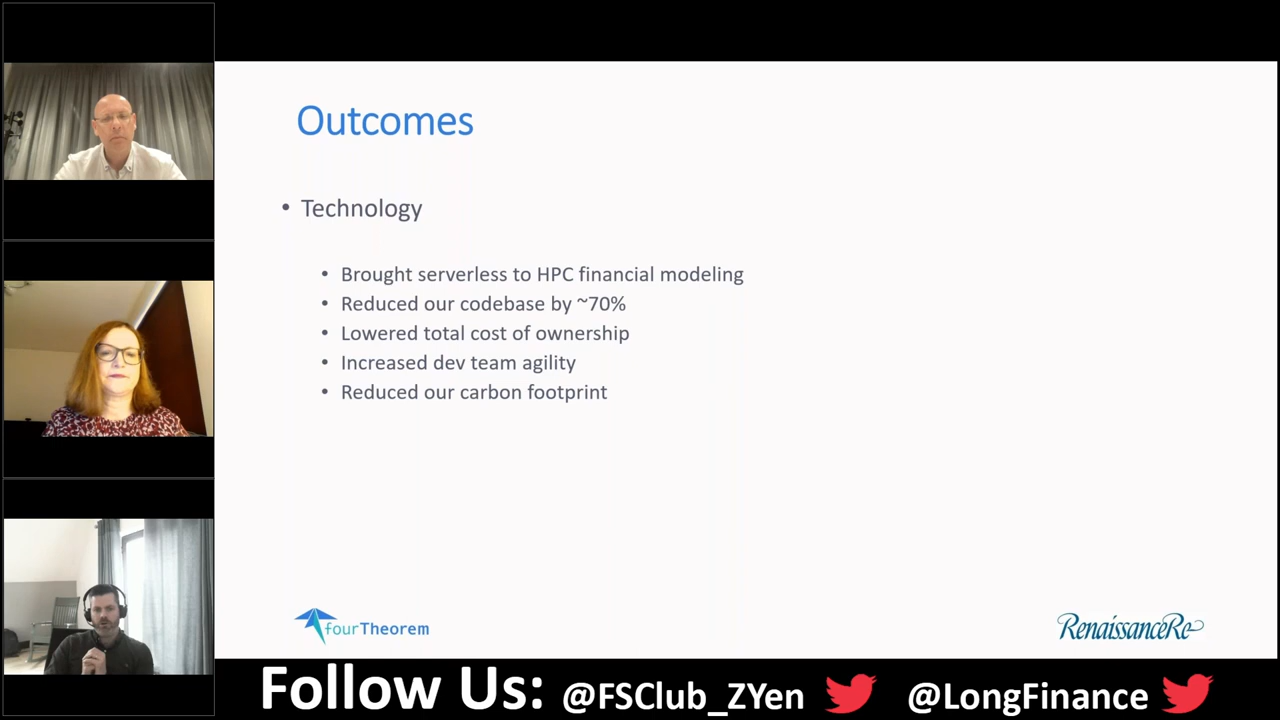 Outcomes
• Technology
• Brought serverless to HPC financial modeling
• Reduced our codebase by ~70%
• Lowered total cost of ownership
• Increased dev team agility
• Reduced our carbon footprint
fourTheorem
RenaissanceRe
Follow Us: @FSClub_ZYen @LongFinance